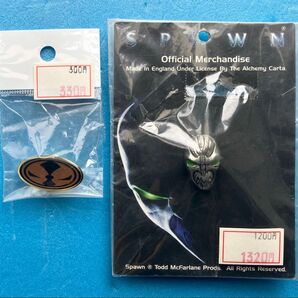 300円
330円
SPAWN
Official Merchandise
Made in England Under License By The Alchemy Carta.
1200円
1320円
Spawn ® Todd McFarlane Prods. All Rights Reserved.